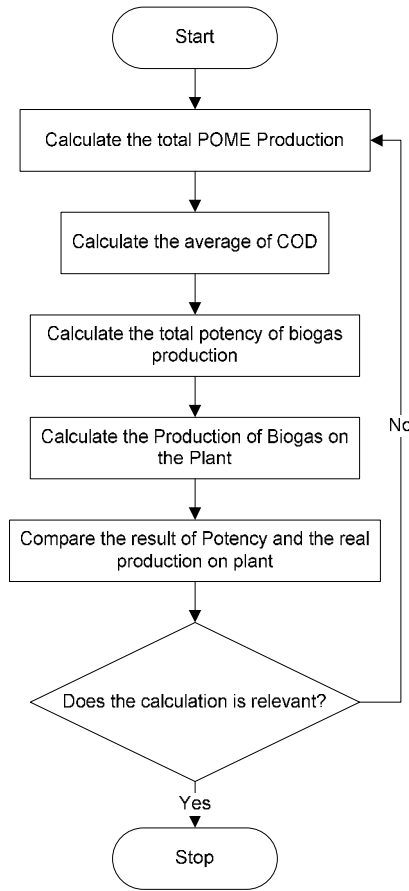 Start
Calculate the total POME Production
Calculate the average of COD
Calculate the total potency of biogas
production
Calculate the Production of Biogas on
the Plant
No
Compare the result of Potency and the real
production on plant
Does the calculation is relevant?
Yes
Stop